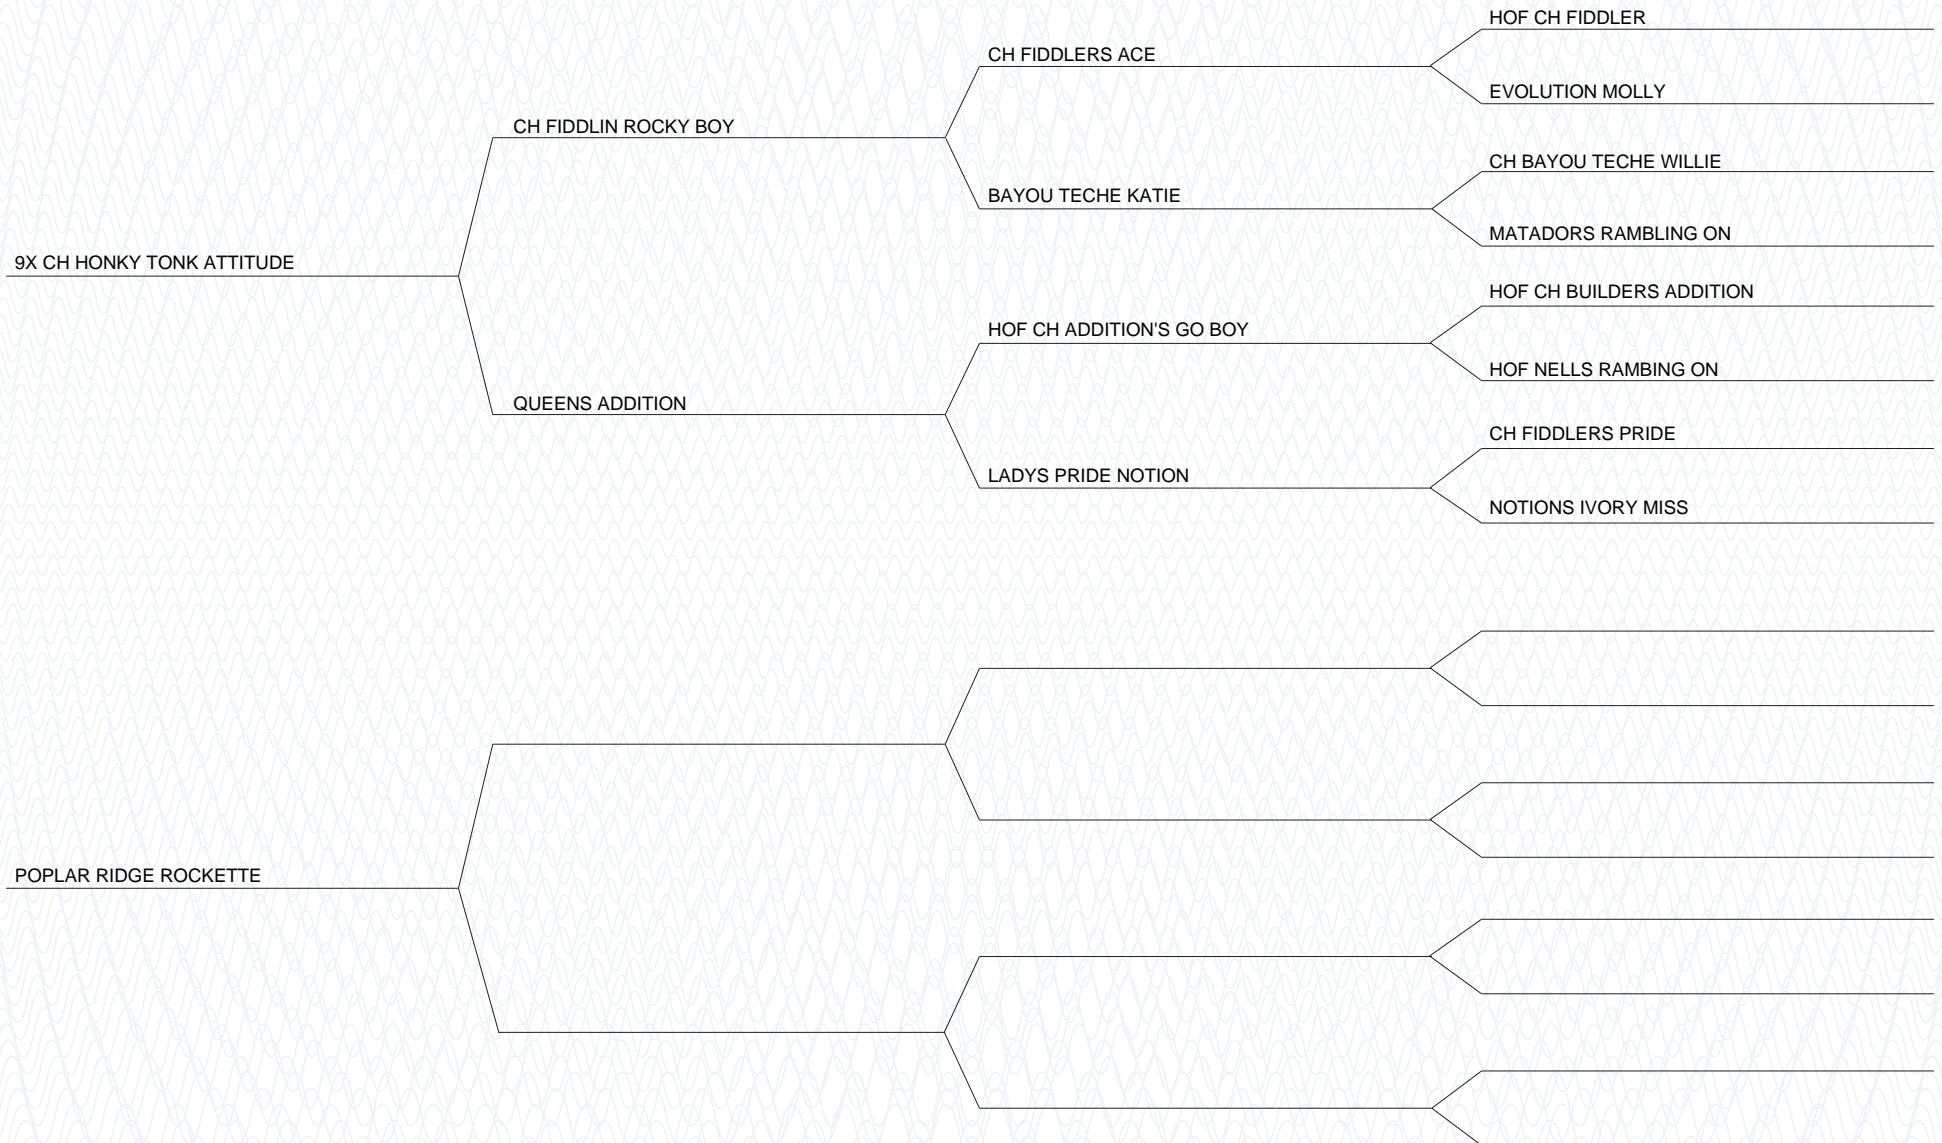 HOF CH FIDDLER
CH FIDDLERS ACE
EVOLUTION MOLLY
CH FIDDLIN ROCKY BOY
CH BAYOU TECHE WILLIE
BAYOU TECHE KATIE
MATADORS RAMBLING ON
9X CH HONKY TONK ATTITUDE
HOF CH BUILDERS ADDITION
HOF CH ADDITION'S GO BOY
HOF NELLS RAMBING ON
QUEENS ADDITION
CH FIDDLERS PRIDE
LADYS PRIDE NOTION
NOTIONS IVORY MISS
POPLAR RIDGE ROCKETTE